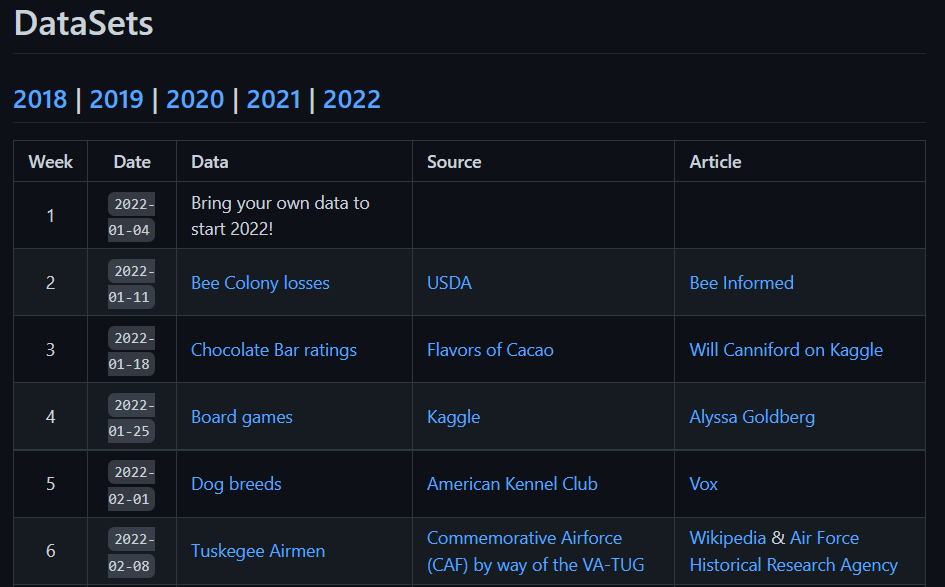 DataSets
2018 | 2019 | 2020 | 2021 | 2022
Week Date Data Source Article
1 2022-01-04 Bring your own data to start 2022!
2 2022-01-11 Bee Colony losses USDA Bee Informed
3 2022-01-18 Chocolate Bar ratings Flavors of Cacao Will Canniford on Kaggle
4 2022-01-25 Board games Kaggle Alyssa Goldberg
5 2022-02-01 Dog breeds American Kennel Club Vox
6 2022-02-08 Tuskegee Airmen Commemorative Airforce (CAF) by way of the VA-TUG Wikipedia & Air Force Historical Research Agency